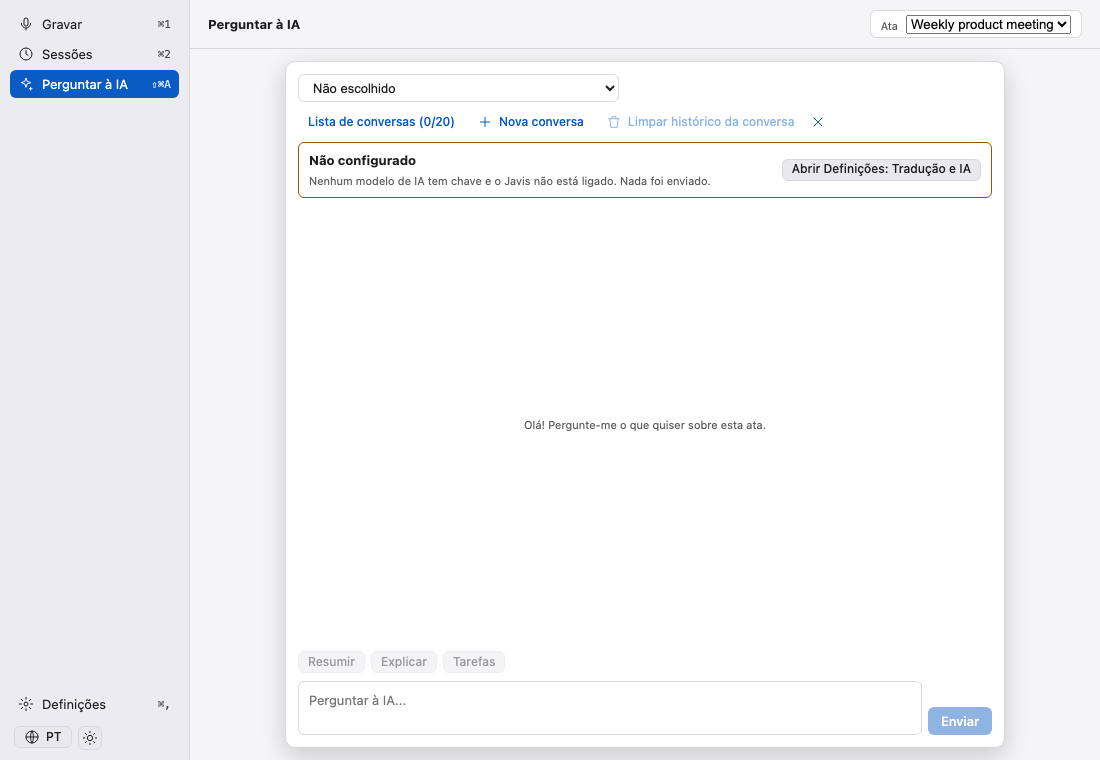 Gravar ⌘1
Sessões ⌘2
Perguntar à IA ⇧⌘A
Definições ⌘,
PT
Perguntar à IA
Ata Weekly product meeting
Não escolhido
Lista de conversas (0/20) Nova conversa Limpar histórico da conversa
Não configurado
Nenhum modelo de IA tem chave e o Javis não está ligado. Nada foi enviado.
Abrir Definições: Tradução e IA
Olá! Pergunte-me o que quiser sobre esta ata.
Resumir Explicar Tarefas
Perguntar à IA...
Enviar